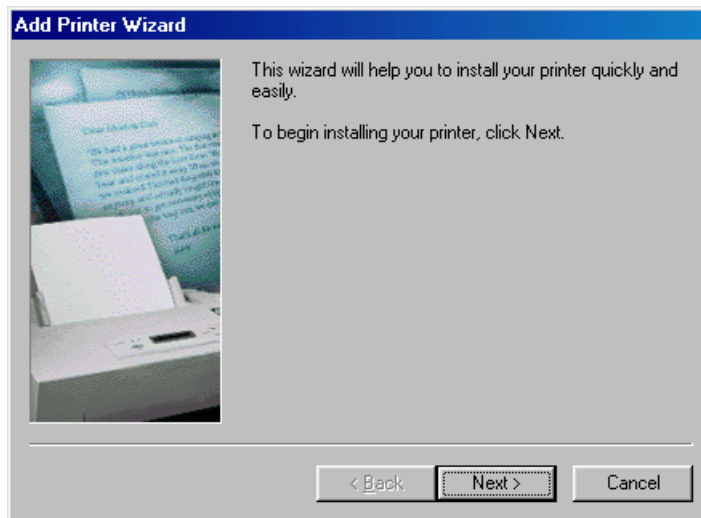 Add Printer Wizard
This wizard will help you to install your printer quickly and
easily.
To begin installing your printer, click Next.
< Back
Next >
Cancel